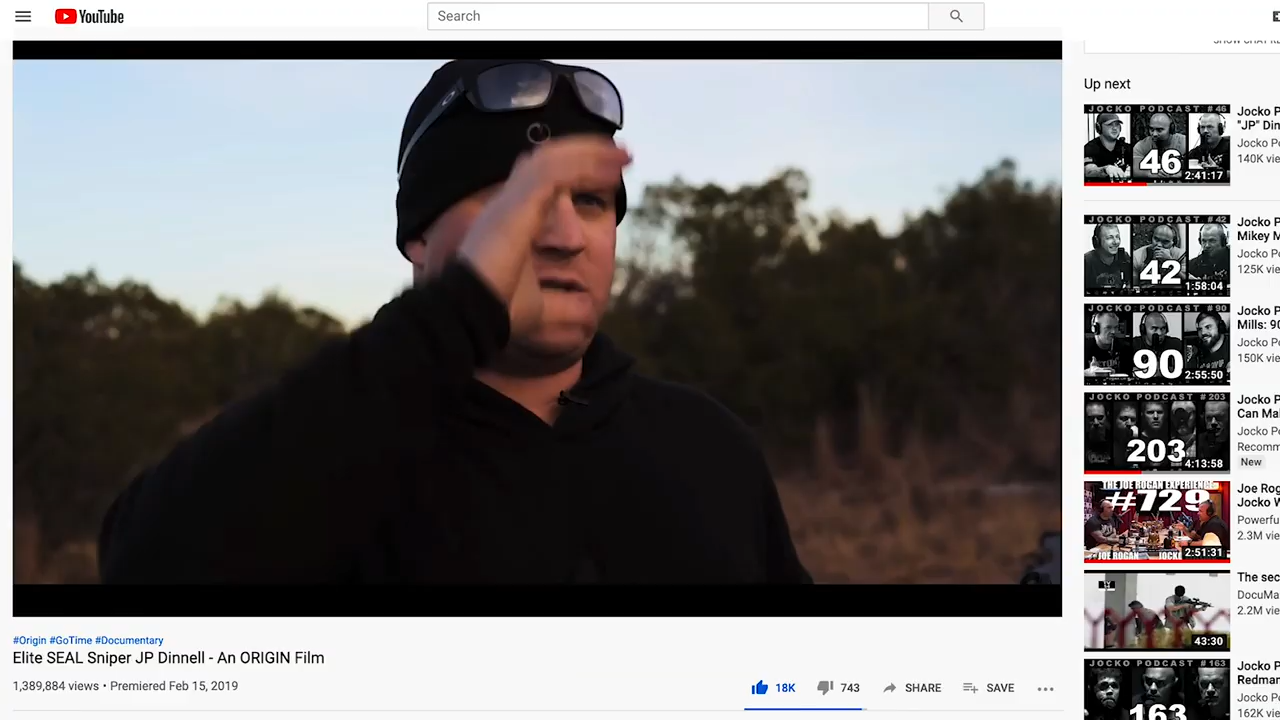 YouTube
Search
SHOW CHAT RE
Up next
JOCKO PODCAST #46
46
2:41:17
Jocko P
"JP" Din
Jocko Po
140K vie
JOCKO PODCAST #42
42
1:58:04
Jocko P
Mikey M
Jocko Po
125K vie
JOCKO PODCAST #90
90
2:55:50
Jocko P
Mills: 90
Jocko Po
150K vie
JOCKO PODCAST #203
203
4:13:58
Jocko P
Can Mal
Jocko Po
Recomm
New
THE JOE ROGAN EXPERIENCE
#729
JOE ROGAN
JOCKO
2:51:31
Joe Rog
Jocko W
Powerfu
2.3M vie
43:30
The sec
DocuMa
2.2M vie
JOCKO PODCAST #163
163
Jocko P
Redman
Jocko Po
162K vie
#Origin #GoTime #Documentary
Elite SEAL Sniper JP Dinnell - An ORIGIN Film
1,389,884 views • Premiered Feb 15, 2019
18K
743
SHARE
SAVE